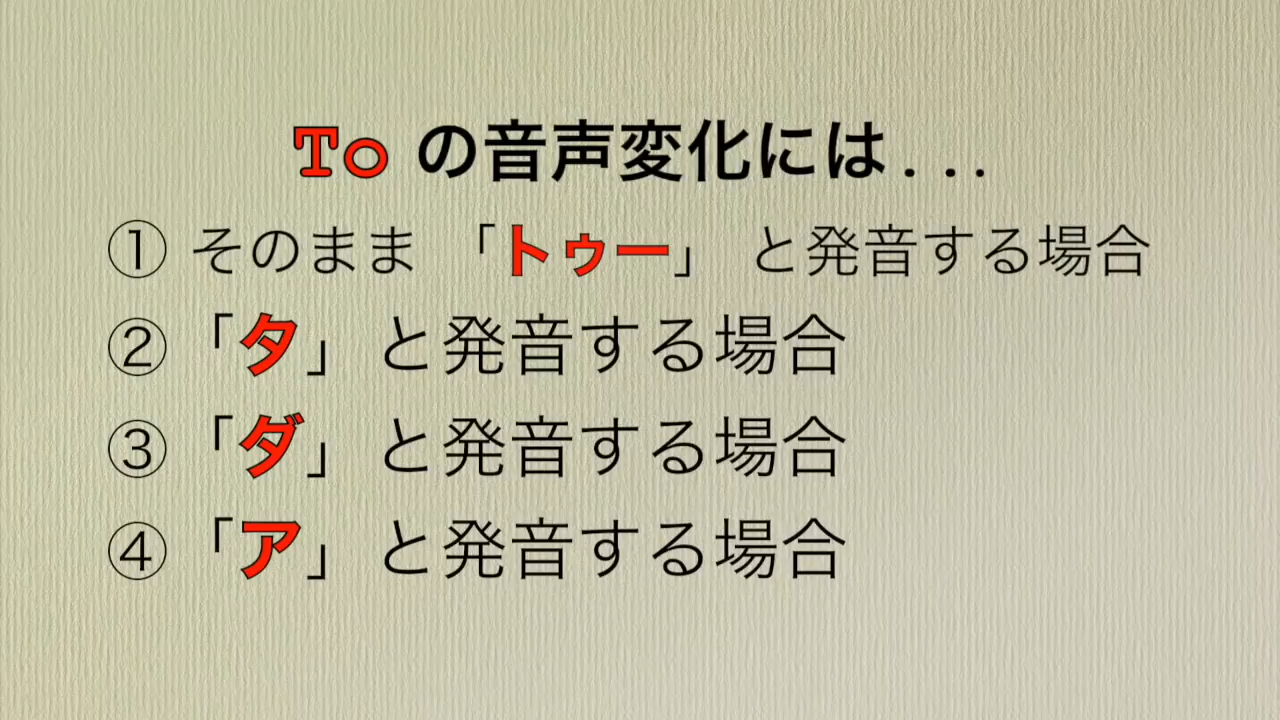 To の音声変化には...
① そのまま 「トゥー」 と発音する場合
② 「タ」 と発音する場合
③ 「ダ」 と発音する場合
④ 「ア」 と発音する場合